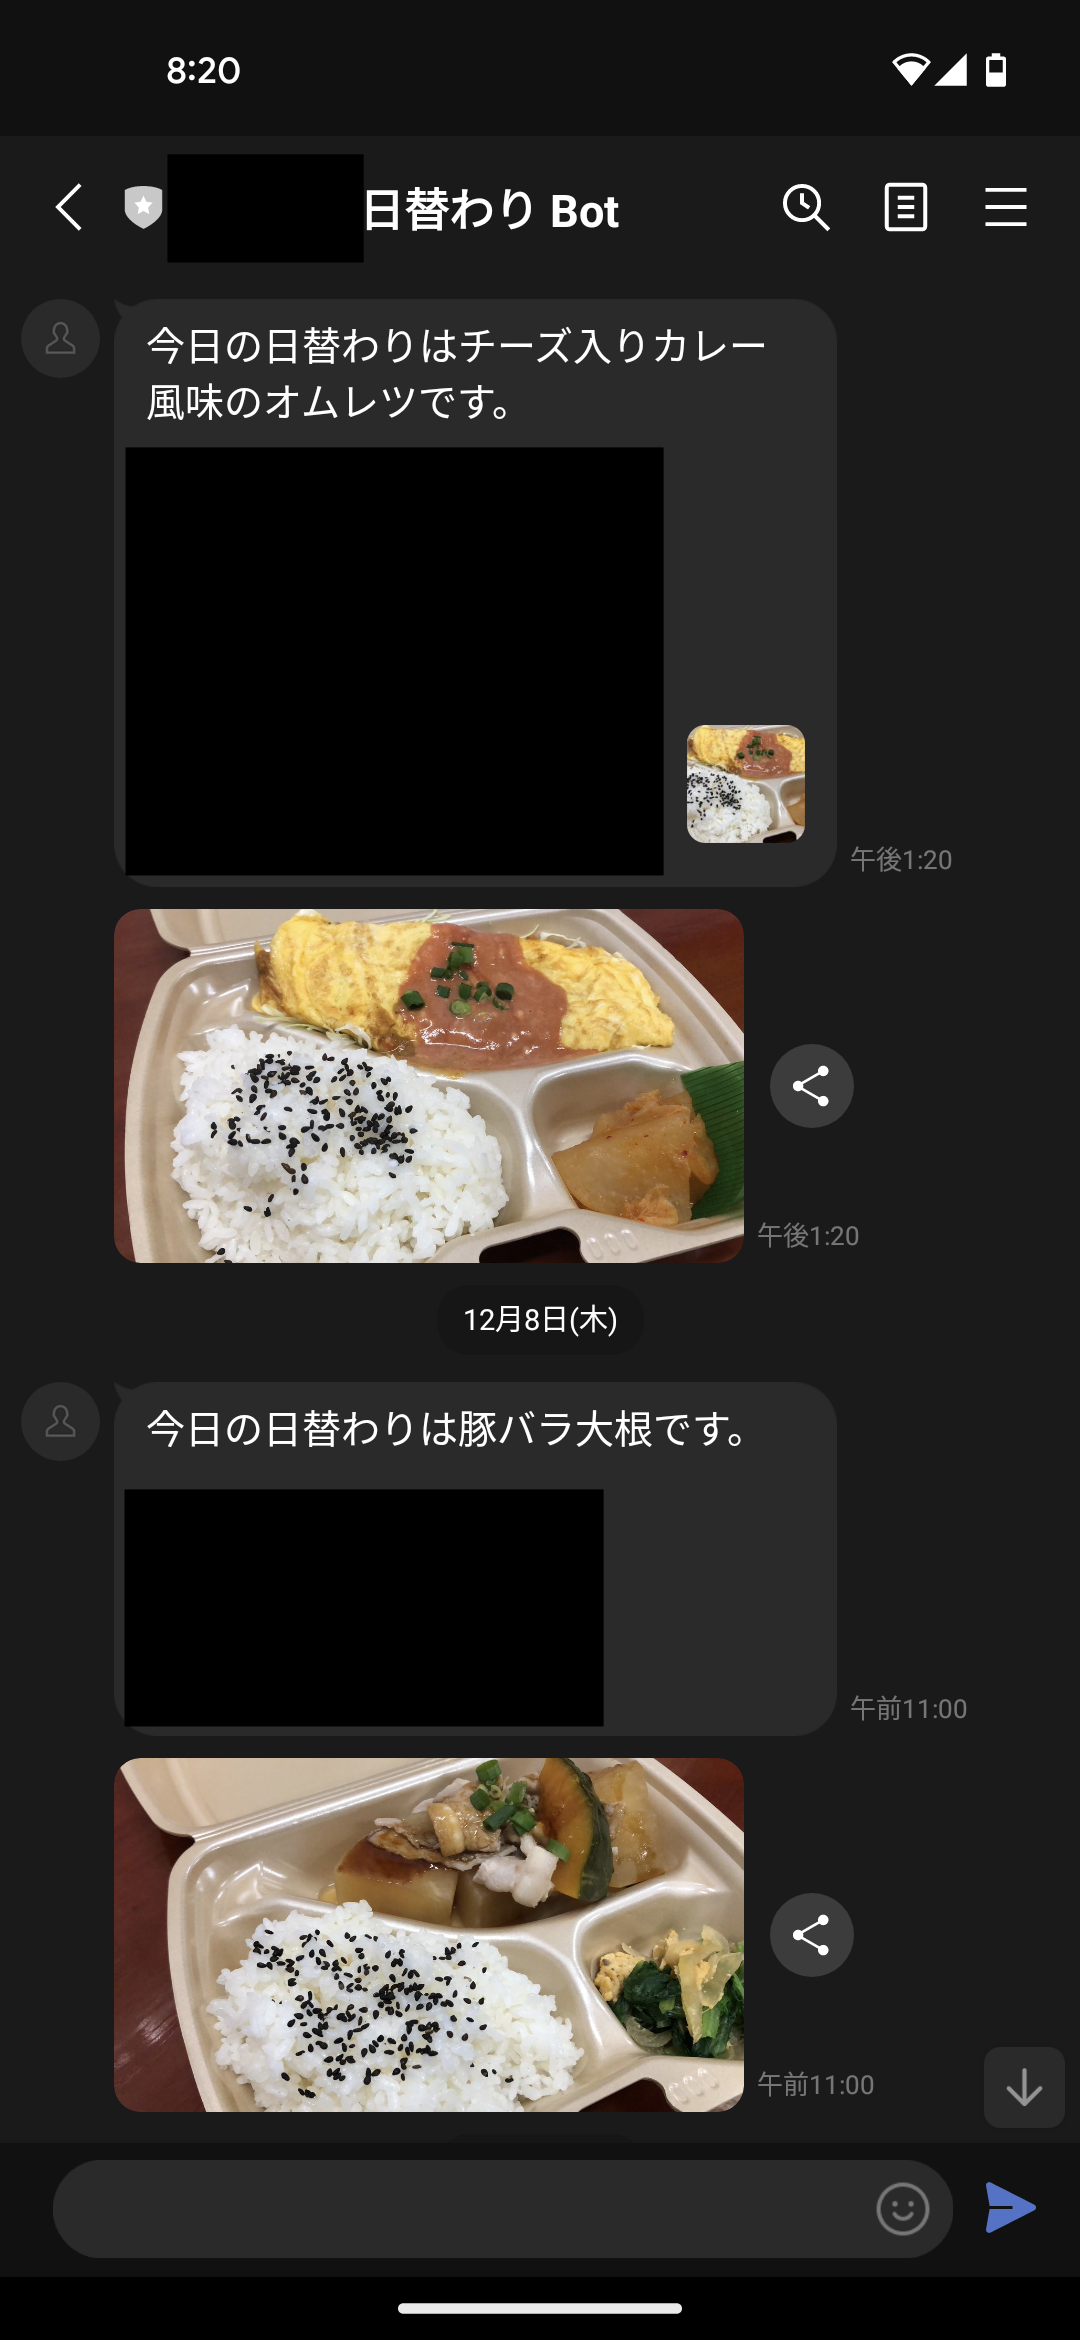 8:20
日替わり Bot
今日の日替わりはチーズ入りカレー
風味のオムレツです。
午後1:20
午後1:20
12月8日(木)
今日の日替わりは豚バラ大根です。
午前11:00
午前11:00